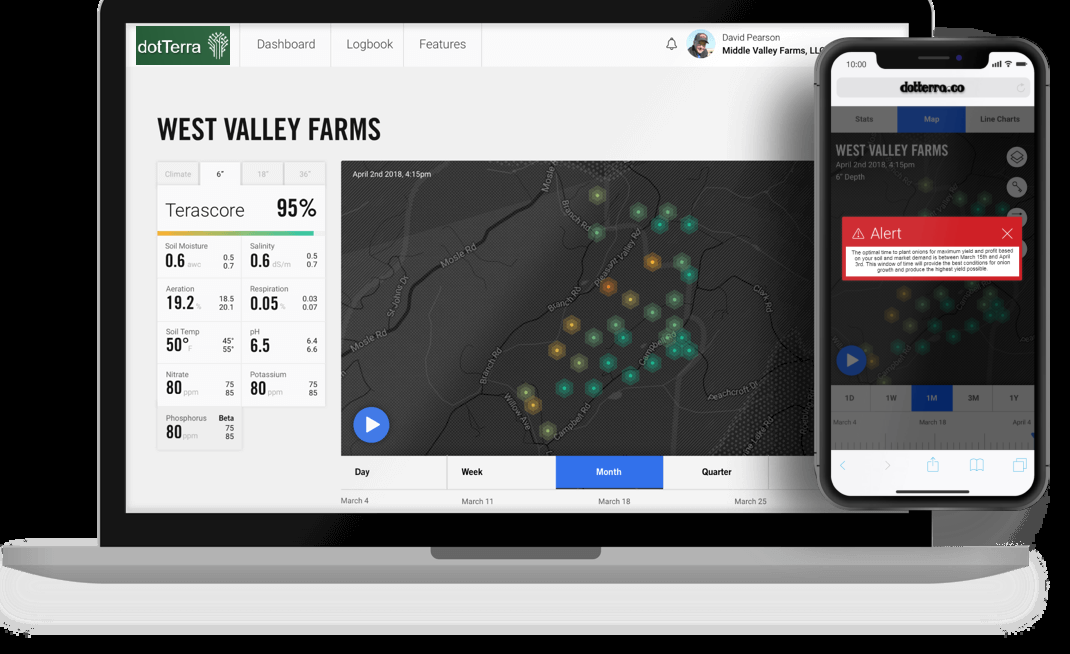 dotTerra
Dashboard
Logbook
Features
David Pearson
Middle Valley Farms, LLC
WEST VALLEY FARMS
Climate
6"
18"
36"
Terascore 95%
Soil Moisture
0.6 awc
0.5
0.7
Salinity
0.6 dS/m
0.5
0.7
Aeration
19.2 %
18.5
20.1
Respiration
0.05 %
0.03
0.07
Soil Temp
50° F
45°
55°
pH
6.5
6.4
6.6
Nitrate
80 ppm
75
85
Potassium
80 ppm
75
85
Phosphorus Beta
80 ppm
75
85
April 2nd 2018, 4:15pm
Mosle
Branch Rd
Mosle Rd
Pleasant Valley Rd
St Johns Dr
Branch Rd
Clark Rd
Mosle Rd
Campbell Rd
Branch Rd
Willow Ave
Campbell Rd
Peachcroft Dr
Lake Rd
Day
Week
Month
Quarter
March 4
March 11
March 18
March 25
10:00
dotterra.co
Stats
Map
Line Charts
WEST VALLEY FARMS
April 2nd 2018, 4:15pm
6" Depth
Alert
The optimal time to plant onions for maximum yield and profit based
on your soil and market demand is between March 15th and April
3rd. This window of time will provide the best conditions for onion
growth and produce the highest yield possible.
1D
1W
1M
3M
1Y
March 4
March 18
April 4